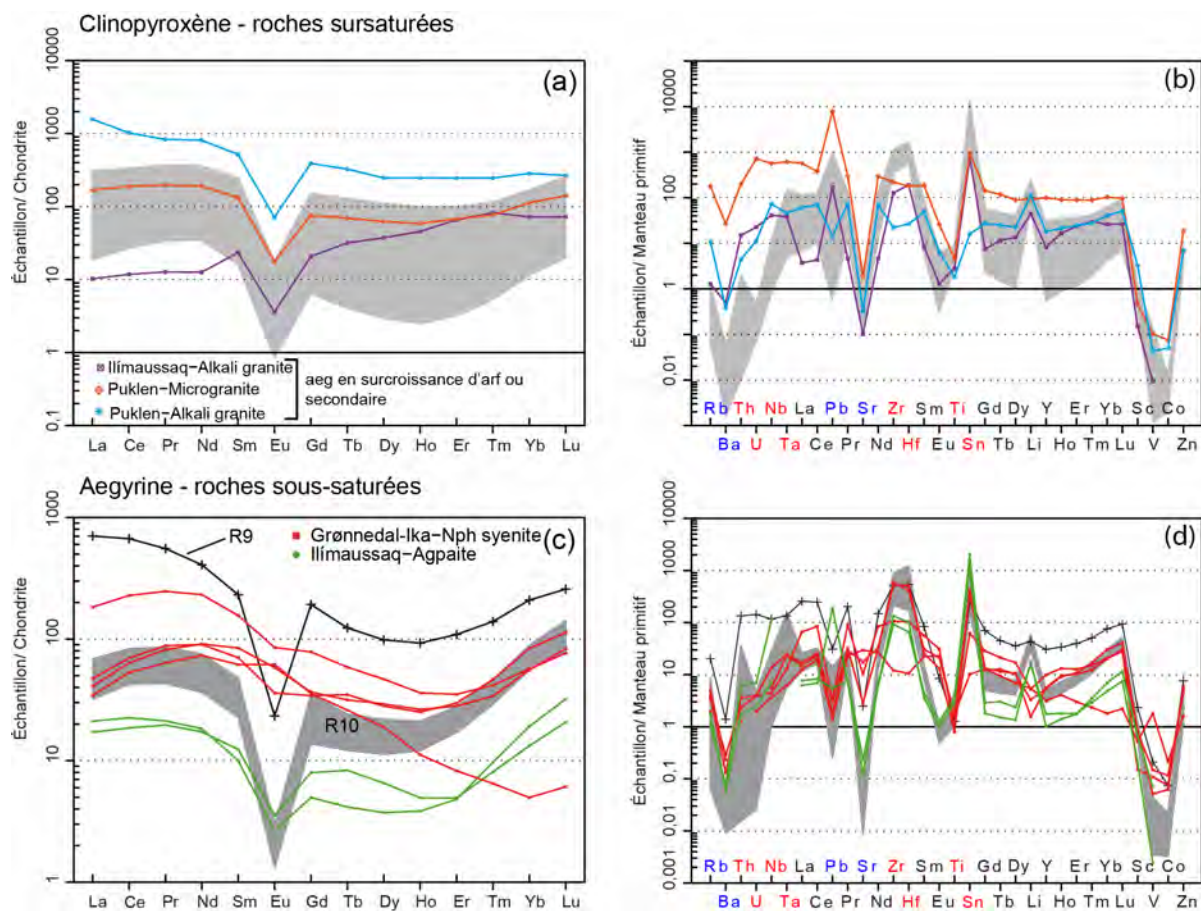 Clinopyroxène - roches sursaturées
(a)
Échantillon/ Chondrite
10000
1000
100
10
1
0,1
Ilímaussaq-Alkali granite
Puklen-Microgranite
Puklen-Alkali granite
aeg en surcroissance d'arf ou
secondaire
La Ce Pr Nd Sm Eu Gd Tb Dy Ho Er Tm Yb Lu
(b)
Échantillon/ Manteau primitif
10000
100
1
0,01
Rb Th Nb La Pb Sr Zr Sm Ti Gd Dy Y Er Yb Sc Co
Ba U Ta Ce Pr Nd Hf Eu Sn Tb Li Ho Tm Lu V Zn
Aegyrine - roches sous-saturées
(c)
Échantillon/ Chondrite
1000
100
10
1
R9
Grønnedal-Ika-Nph syenite
Ilímaussaq-Agpaite
R10
La Ce Pr Nd Sm Eu Gd Tb Dy Ho Er Tm Yb Lu
(d)
Échantillon/ Manteau primitif
10000
1000
100
10
1
0,1
0,01
0,001
Rb Th Nb La Pb Sr Zr Sm Ti Gd Dy Y Er Yb Sc Co
Ba U Ta Ce Pr Nd Hf Eu Sn Tb Li Ho Tm Lu V Zn